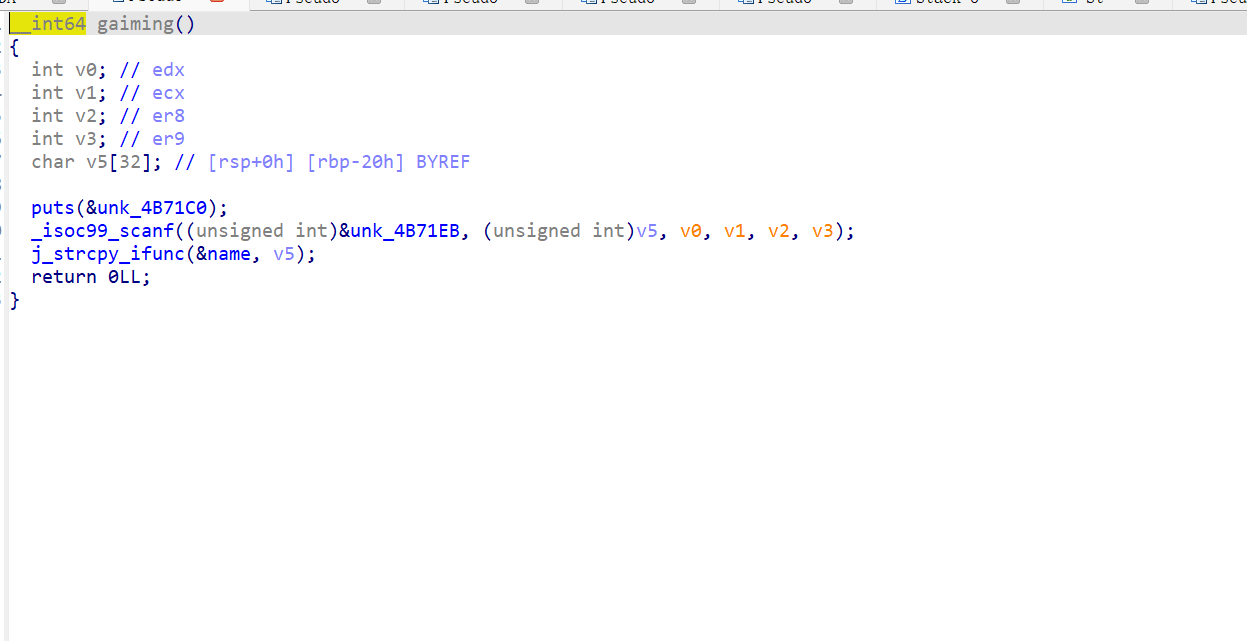 __int64 gaiming()
{
int v0; // edx
int v1; // ecx
int v2; // er8
int v3; // er9
char v5[32]; // [rsp+0h] [rbp-20h] BYREF
puts(&unk_4B71C0);
_isoc99_scanf((unsigned int)&unk_4B71EB, (unsigned int)v5, v0, v1, v2, v3);
j_strcpy_ifunc(&name, v5);
return 0LL;
}